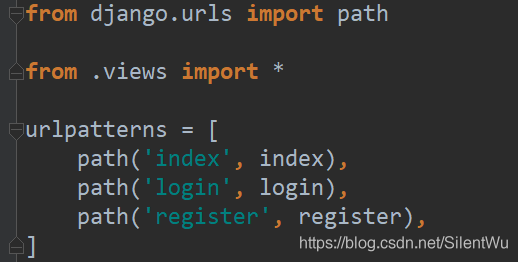 from django.urls import path
from .views import *
urlpatterns = [
path('index', index),
path('login', login),
path('register', register),
]
https://blog.csdn.net/SilentWu